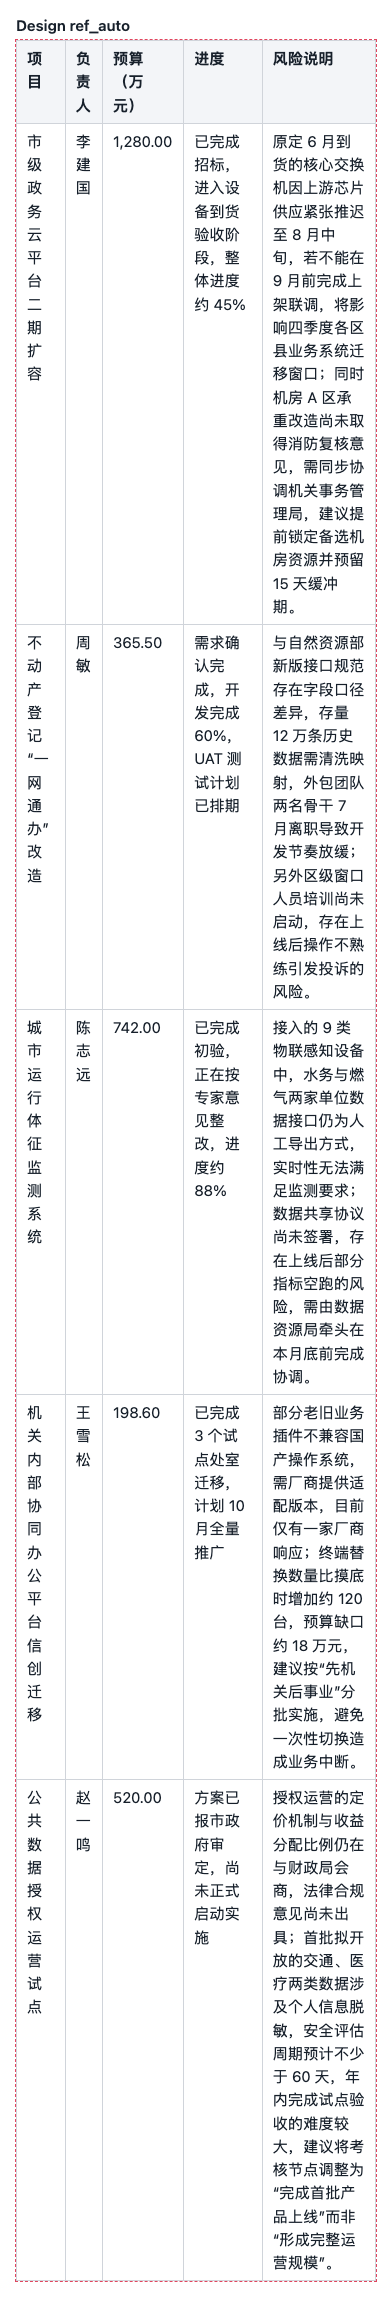 Design ref_auto
项
目
负
责
人
预算
（万
元）
进度
风险说明
市
级
政
务
云
平
台
二
期
扩
容
李
建
国
1,280.00
已完成
招标，
进入设
备到货
验收阶
段，整
体进度
约 45%
原定 6 月到
货的核心交换
机因上游芯片
供应紧张推迟
至 8 月中
旬，若不能在
9 月前完成上
架联调，将影
响四季度各区
县业务系统迁
移窗口；同时
机房 A 区承
重改造尚未取
得消防复核意
见，需同步协
调机关事务管
理局，建议提
前锁定备选机
房资源并预留
15 天缓冲
期。
不
动
产
登
记
“一
网
通
办”
改
造
周
敏
365.50
需求确
认完
成，开
发完成
60%，
UAT 测
试计划
已排期
与自然资源部
新版接口规范
存在字段口径
差异，存量
12 万条历史
数据需清洗映
射，外包团队
两名骨干 7
月离职导致开
发节奏放缓；
另外区级窗口
人员培训尚未
启动，存在上
线后操作不熟
练引发投诉的
风险。
城
市
运
行
体
征
监
测
系
统
陈
志
远
742.00
已完成
初验，
正在按
专家意
见整
改，进
度约
88%
接入的 9 类
物联感知设备
中，水务与燃
气两家单位数
据接口仍为人
工导出方式，
实时性无法满
足监测要求；
数据共享协议
尚未签署，存
在上线后部分
指标空跑的风
险，需由数据
资源局牵头在
本月底前完成
协调。
机
关
内
部
协
同
办
公
平
台
信
创
迁
移
王
雪
松
198.60
已完成
3 个试
点处室
迁移，
计划 10
月全量
推广
部分老旧业务
插件不兼容国
产操作系统，
需厂商提供适
配版本，目前
仅有一家厂商
响应；终端替
换数量比摸底
时增加约 120
台，预算缺口
约 18 万元，
建议按“先机
关后事业”分
批实施，避免
一次性切换造
成业务中断。
公
共
数
据
授
权
运
营
试
点
赵
一
鸣
520.00
方案已
报市政
府审
定，尚
未正式
启动实
施
授权运营的定
价机制与收益
分配比例仍在
与财政局会
商，法律合规
意见尚未出
具；首批拟开
放的交通、医
疗两类数据涉
及个人信息脱
敏，安全评估
周期预计不少
于 60 天，年
内完成试点验
收的难度较
大，建议将考
核节点调整为
“完成首批产
品上线”而非
“形成完整运
营规模”。